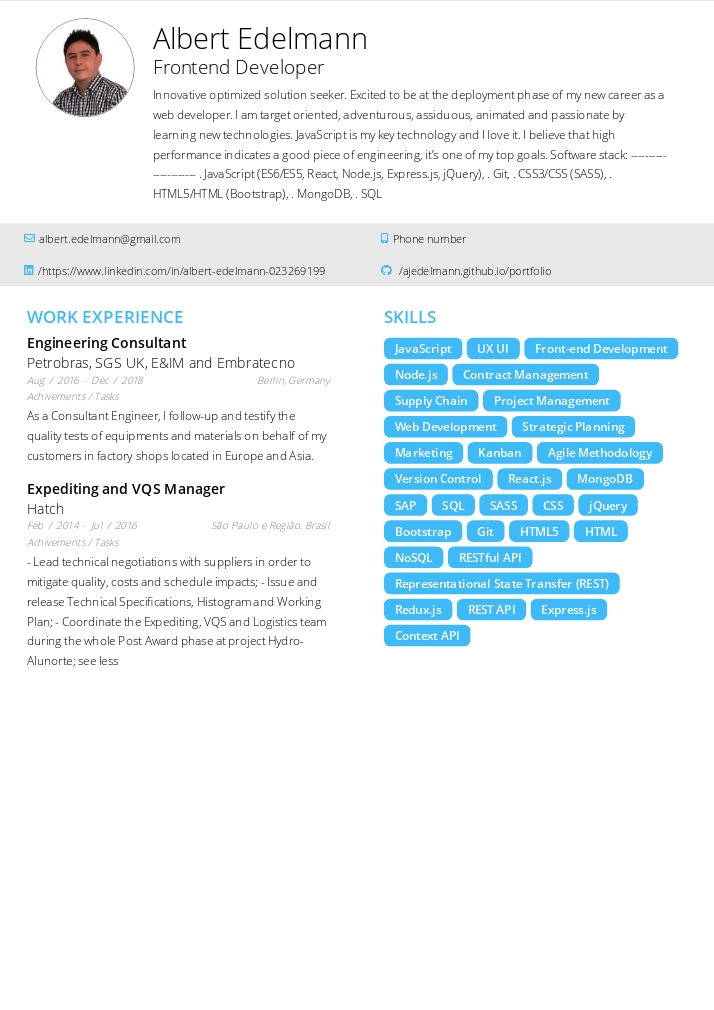 Albert Edelmann
Frontend Developer
Innovative optimized solution seeker. Excited to be at the deployment phase of my new career as a
web developer. I am target oriented, adventurous, assiduous, animated and passionate by
learning new technologies. JavaScript is my key technology and I love it. I believe that high
performance indicates a good piece of engineering, it's one of my top goals. Software stack: ----------
------------ . JavaScript (ES6/ES5, React, Node.js, Express.js, jQuery), . Git, . CSS3/CSS (SASS), .
HTML5/HTML (Bootstrap), . MongoDB, . SQL
albert.edelmann@gmail.com
Phone number
/https://www.linkedin.com/in/albert-edelmann-023269199
/ajedelmann.github.io/portfolio
WORK EXPERIENCE
Engineering Consultant
Petrobras, SGS UK, E&IM and Embratecno
Aug / 2016 - Dec / 2018 Berlin, Germany
Achivements / Tasks
As a Consultant Engineer, I follow-up and testify the
quality tests of equipments and materials on behalf of my
customers in factory shops located in Europe and Asia.
Expediting and VQS Manager
Hatch
Feb / 2014 - Jul / 2016 São Paulo e Região, Brasil
Achivements / Tasks
- Lead technical negotiations with suppliers in order to
mitigate quality, costs and schedule impacts; - Issue and
release Technical Specifications, Histogram and Working
Plan; - Coordinate the Expediting, VQS and Logistics team
during the whole Post Award phase at project Hydro-
Alunorte; see less
SKILLS
JavaScript UX UI Front-end Development
Node.js Contract Management
Supply Chain Project Management
Web Development Strategic Planning
Marketing Kanban Agile Methodology
Version Control React.js MongoDB
SAP SQL SASS CSS jQuery
Bootstrap Git HTML5 HTML
NoSQL RESTful API
Representational State Transfer (REST)
Redux.js REST API Express.js
Context API